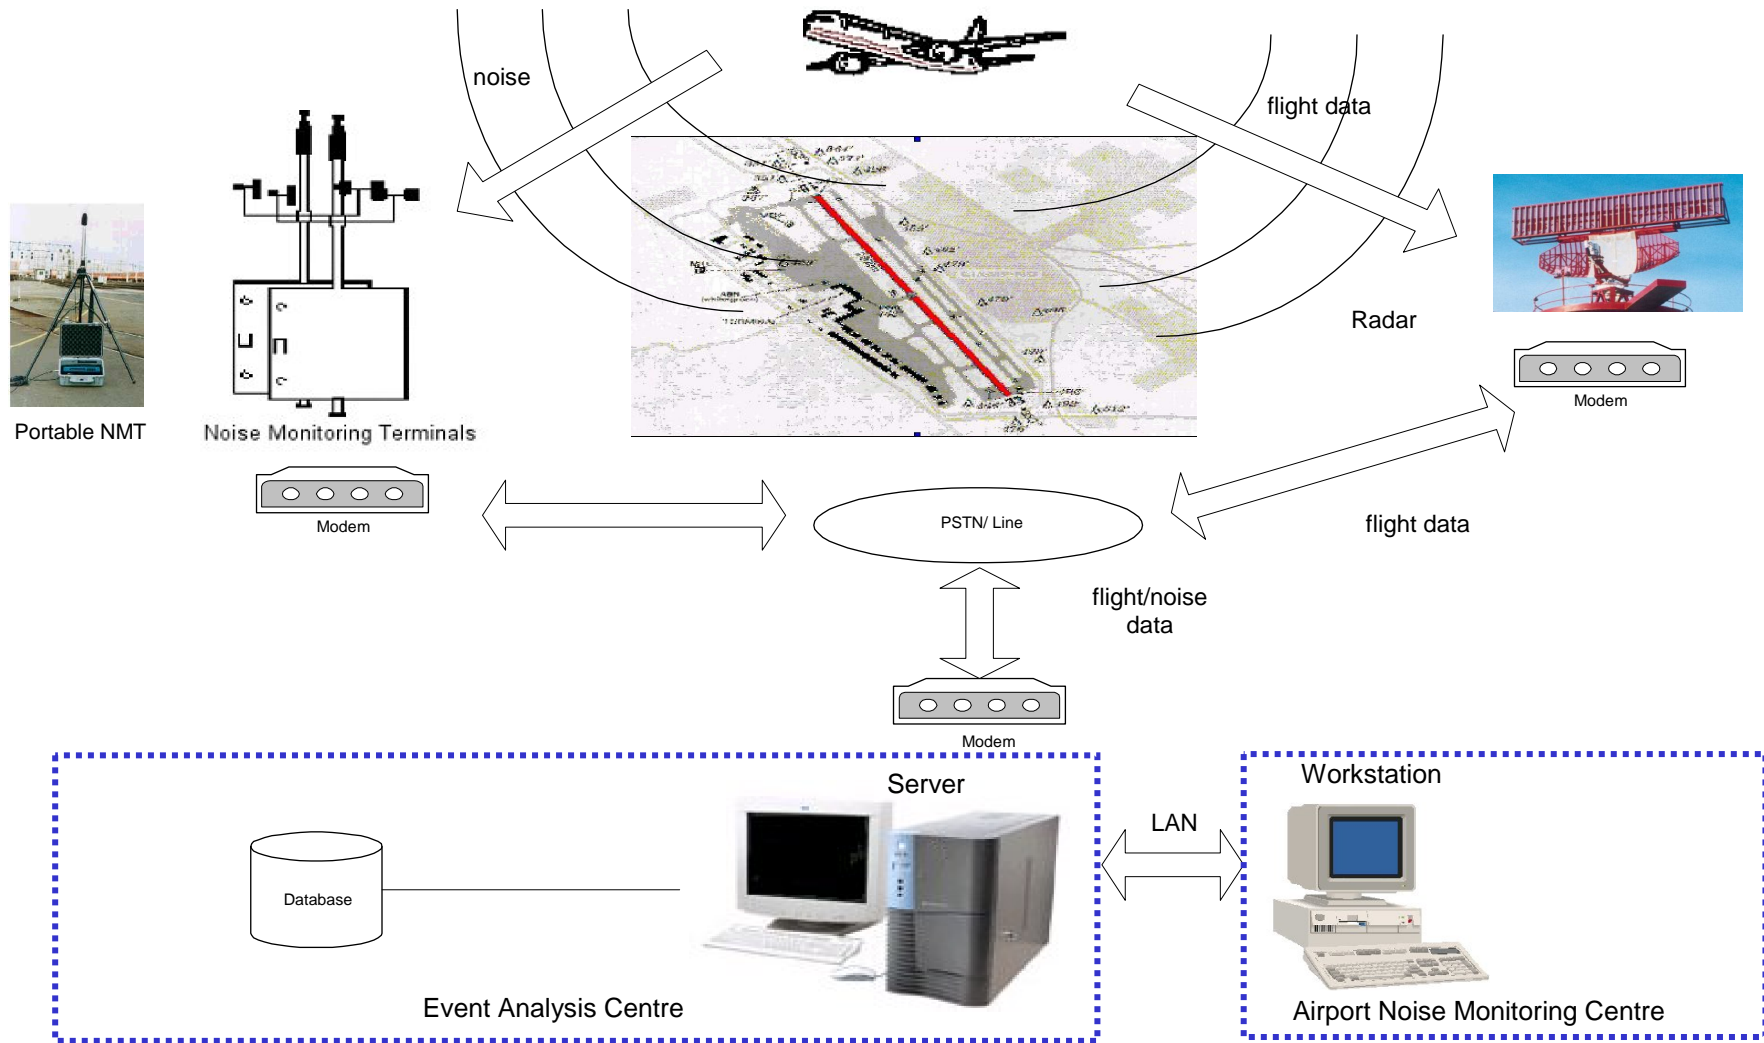 noise
flight data
Radar
Modem
Portable NMT
Noise Monitoring Terminals
Modem
PSTN/ Line
flight data
flight/noise
data
Modem
Server
Workstation
LAN
Database
Event Analysis Centre
Airport Noise Monitoring Centre